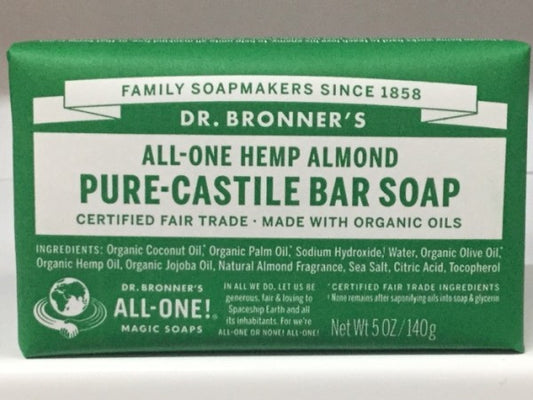 FAMILY SOAPMAKERS SINCE 1858
DR. BRONNER'S
ALL-ONE HEMP ALMOND
PURE-CASTILE BAR SOAP
CERTIFIED FAIR TRADE · MADE WITH ORGANIC OILS
INGREDIENTS: Organic Coconut Oil,* Organic Palm Oil,* Sodium Hydroxide,† Water, Organic Olive Oil,*
Organic Hemp Oil, Organic Jojoba Oil, Natural Almond Fragrance, Sea Salt, Citric Acid, Tocopherol
DR. BRONNER'S
ALL-ONE!®
MAGIC SOAPS
IN ALL WE DO, LET US BE
generous, fair & loving to
Spaceship Earth and all
its inhabitants. For we're
ALL-ONE OR NONE! ALL-ONE!
*CERTIFIED FAIR TRADE INGREDIENTS
† None remains after saponifying oils into soap & glycerin
Net Wt 5 OZ/140g